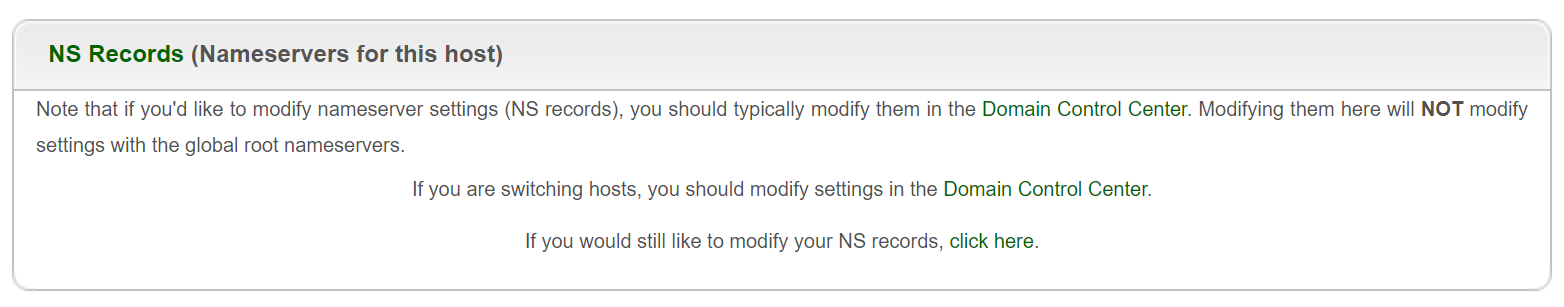 NS Records (Nameservers for this host)
Note that if you'd like to modify nameserver settings (NS records), you should typically modify them in the Domain Control Center. Modifying them here will NOT modify
settings with the global root nameservers.
If you are switching hosts, you should modify settings in the Domain Control Center.
If you would still like to modify your NS records, click here.